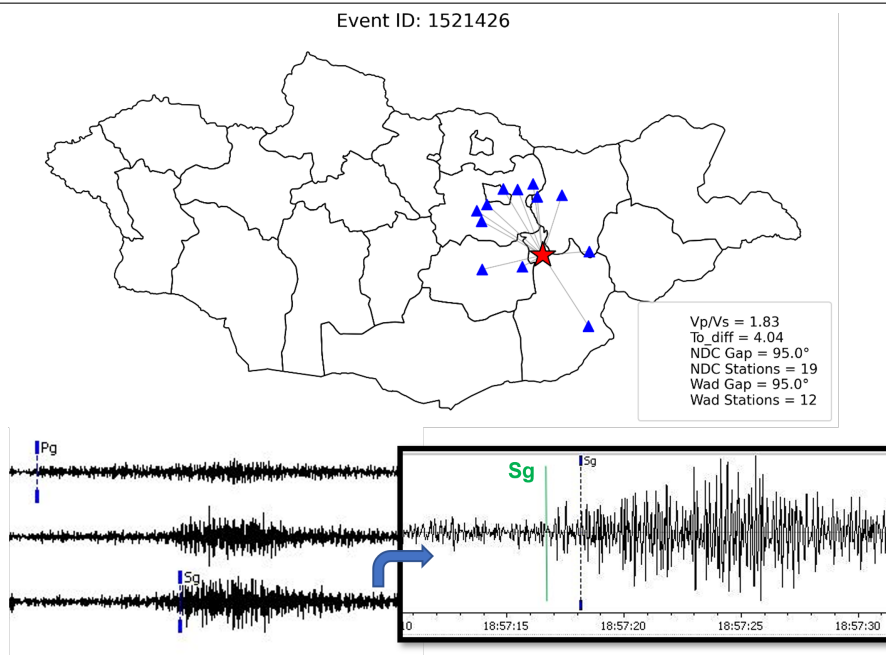 Event ID: 1521426
Vp/Vs = 1.83
To_diff = 4.04
NDC Gap = 95.0°
NDC Stations = 19
Wad Gap = 95.0°
Wad Stations = 12
Pg
Sg
Sg
Sg
10 18:57:15 18:57:20 18:57:25 18:57:30